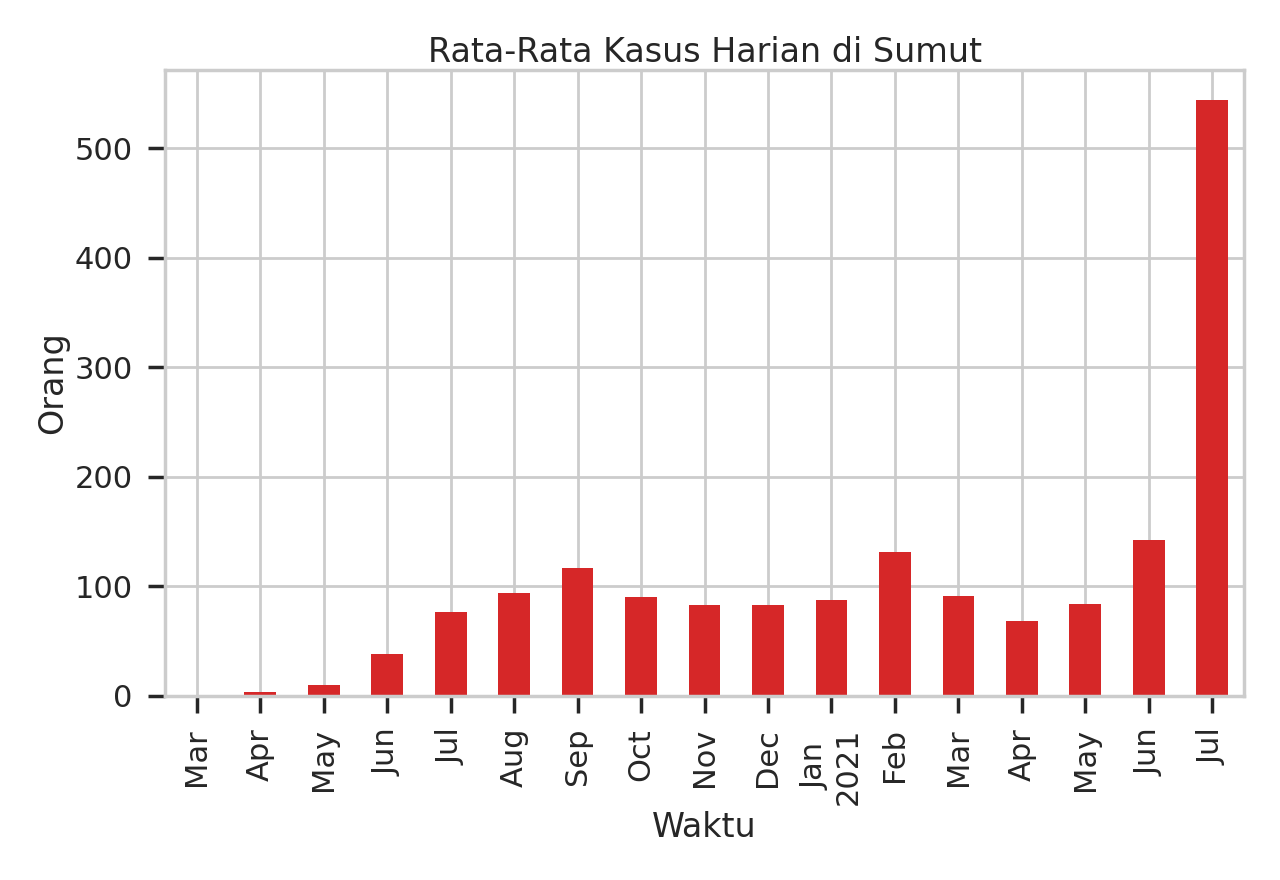 Rata-Rata Kasus Harian di Sumut
Orang
500
400
300
200
100
0
Mar
Apr
May
Jun
Jul
Aug
Sep
Oct
Nov
Dec
Jan
2021
Feb
Mar
Apr
May
Jun
Jul
Waktu